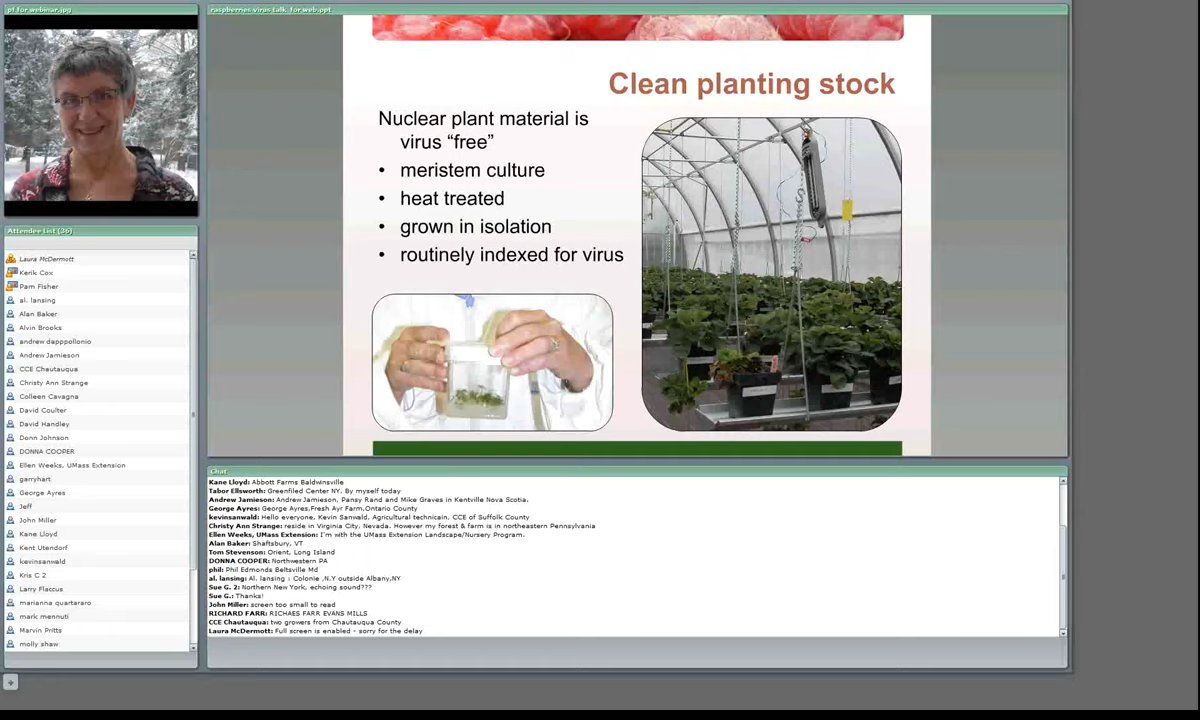 pf for webinar.jpg
raspberries virus talk for web.ppt
Clean planting stock
Nuclear plant material is
virus “free”
• meristem culture
• heat treated
• grown in isolation
• routinely indexed for virus
Attendee List (36)
Laura McDermott
Kerik Cox
Pam Fisher
al. lansing
Alan Baker
Alvin Brooks
andrew dapppollonio
Andrew Jamieson
CCE Chautauqua
Christy Ann Strange
Colleen Cavagna
David Coulter
David Handley
Donn Johnson
DONNA COOPER
Ellen Weeks, UMass Extension
garryhart
George Ayres
Jeff
John Miller
Kane Lloyd
Kent Utendorf
kevinsanwald
Kris C 2
Larry Flaccus
marianna quartararo
mark mennuti
Marvin Pritts
molly shaw
Chat
Kane Lloyd: Abbott Farms Baldwinsville
Tabor Ellsworth: Greenfiled Center NY, By myself today
Andrew Jamieson: Andrew Jamieson, Pansy Rand and Mike Graves in Kentville Nova Scotia.
George Ayres: George Ayres,Fresh Ayr Farm,Ontario County
kevinsanwald: Hello everyone. Kevin Sanwald, Agricultural technicain, CCE of Suffolk County
Christy Ann Strange: reside in Virginia City, Nevada. However my forest & farm is in northeastern Pennsylvania
Ellen Weeks, UMass Extension: I'm with the UMass Extension Landscape/Nursery Program.
Alan Baker: Shaftsbury, VT
Tom Stevenson: Orient, Long Island
DONNA COOPER: Northwestern PA
phil: Phil Edmonds Beltsville Md
al. lansing: Al. lansing : Colonie ,N.Y outside Albany,NY
Sue G. 2: Northern New York, echoing sound???
Sue G.: Thanks!
John Miller: screen too small to read
RICHARD FARR: RICHAES FARR EVANS MILLS
CCE Chautauqua: two growers from Chautauqua County
Laura McDermott: Full screen is enabled - sorry for the delay